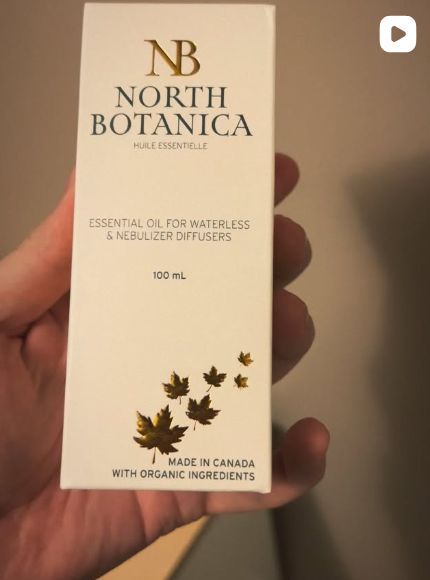 NB
NORTH
BOTANICA
HUILE ESSENTIELLE
ESSENTIAL OIL FOR WATERLESS
& NEBULIZER DIFFUSERS
100 mL
MADE IN CANADA
WITH ORGANIC INGREDIENTS